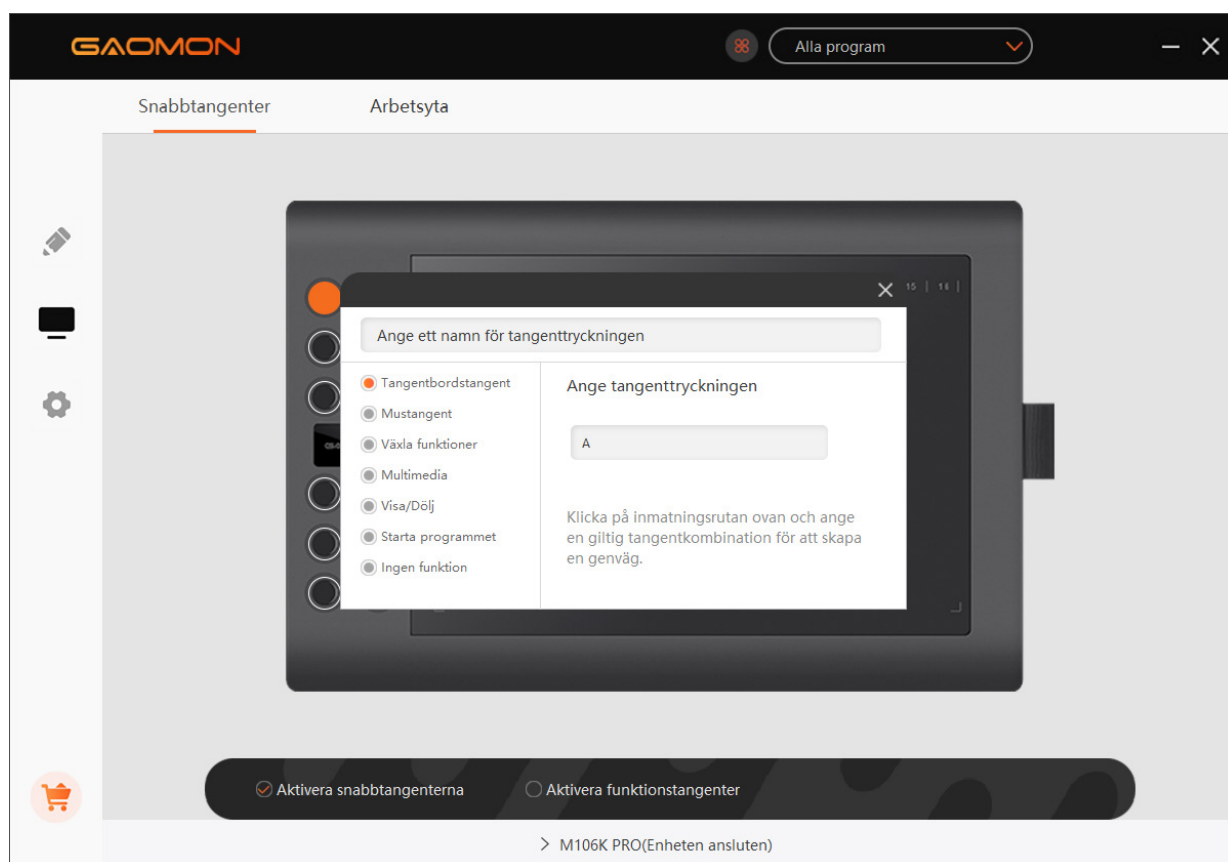 GAOMON
Alla program
Snabbtangenter
Arbetsyta
15 | 16 |
Ange ett namn för tangenttryckningen
Tangentbordstangent
Mustangent
Växla funktioner
Multimedia
Visa/Dölj
Starta programmet
Ingen funktion
Ange tangenttryckningen
A
Klicka på inmatningsrutan ovan och ange
en giltig tangentkombination för att skapa
en genväg.
Aktivera snabbtangenterna
Aktivera funktionstangenter
M106K PRO(Enheten ansluten)